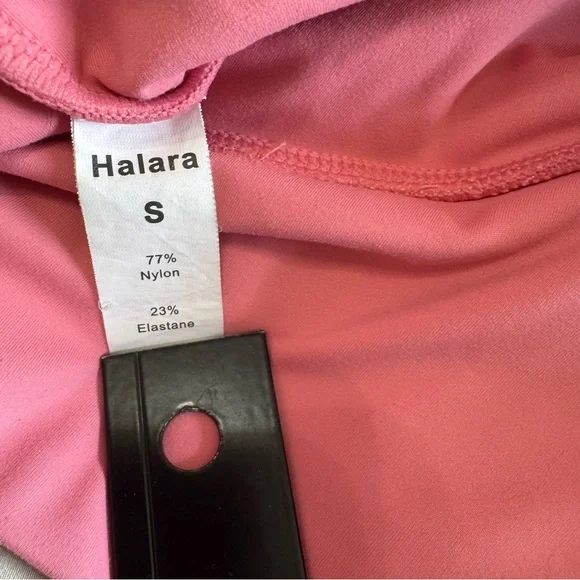 Halara
S
77%
Nylon
23%
Elastane